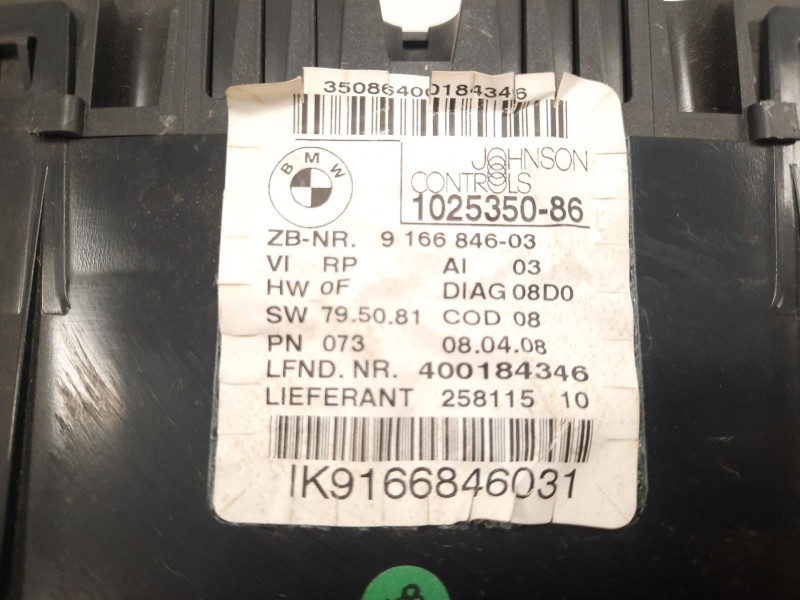 35086400184346
BMW
JOHNSON
CONTROLS
1025350-86
ZB-NR. 9 166 846-03
VI RP AI 03
HW 0F DIAG 08D0
SW 79.50.81 COD 08
PN 073 08.04.08
LFND. NR. 400184346
LIEFERANT 258115 10
IK9166846031